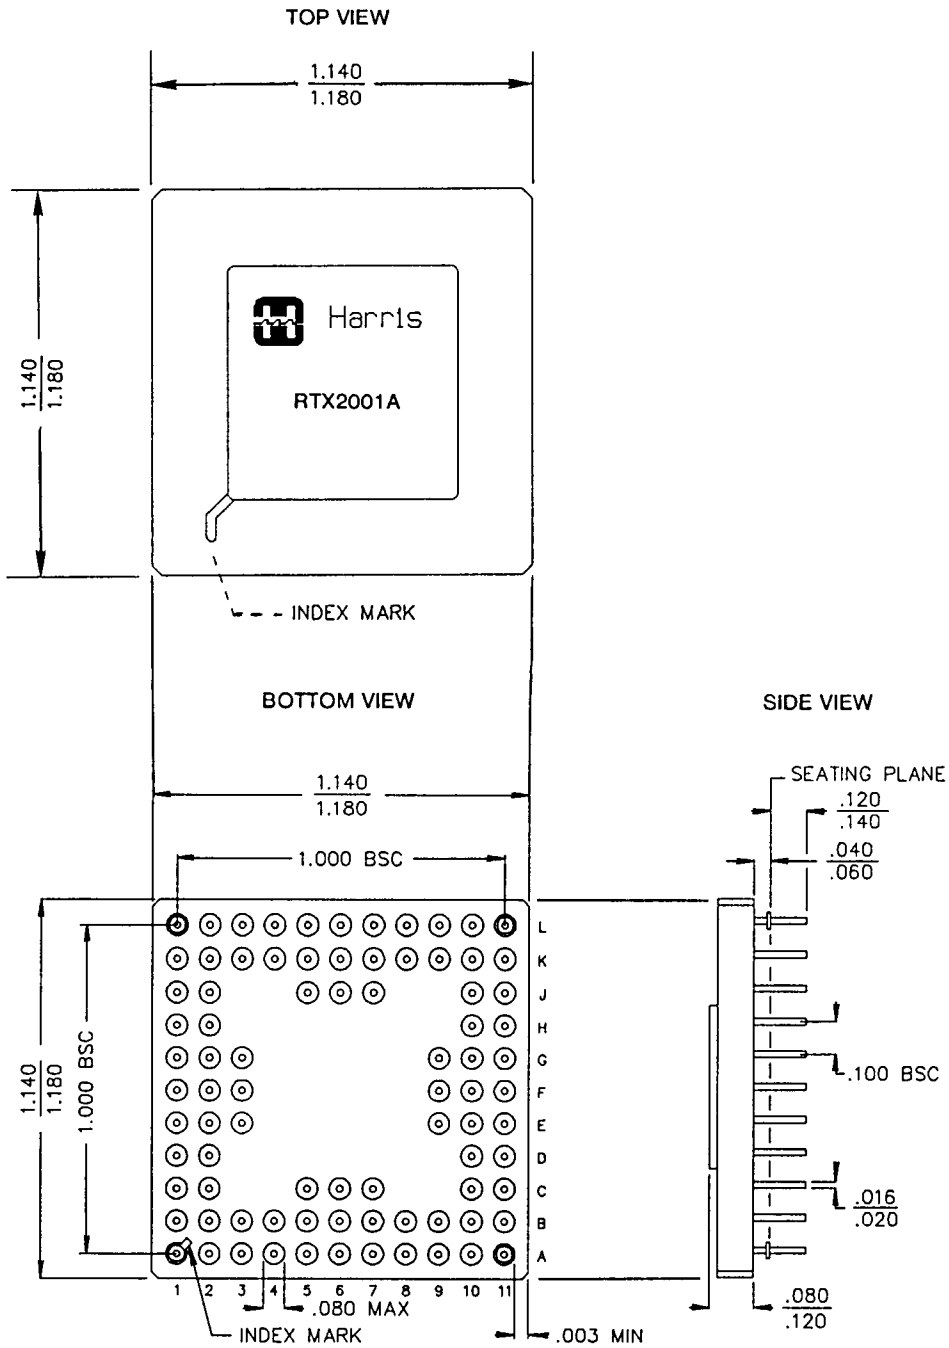 TOP VIEW
1.140
1.180
1.140
1.180
Harris
RTX2001A
INDEX MARK
BOTTOM VIEW
SIDE VIEW
1.140
1.180
1.000 BSC
SEATING PLANE
.120
.140
.040
.060
1.140
1.180
1.000 BSC
L
K
J
H
G
F
E
D
C
B
A
.100 BSC
.016
.020
1 2 3 4 5 6 7 8 9 10 11
.080 MAX
INDEX MARK
.003 MIN
.080
.120